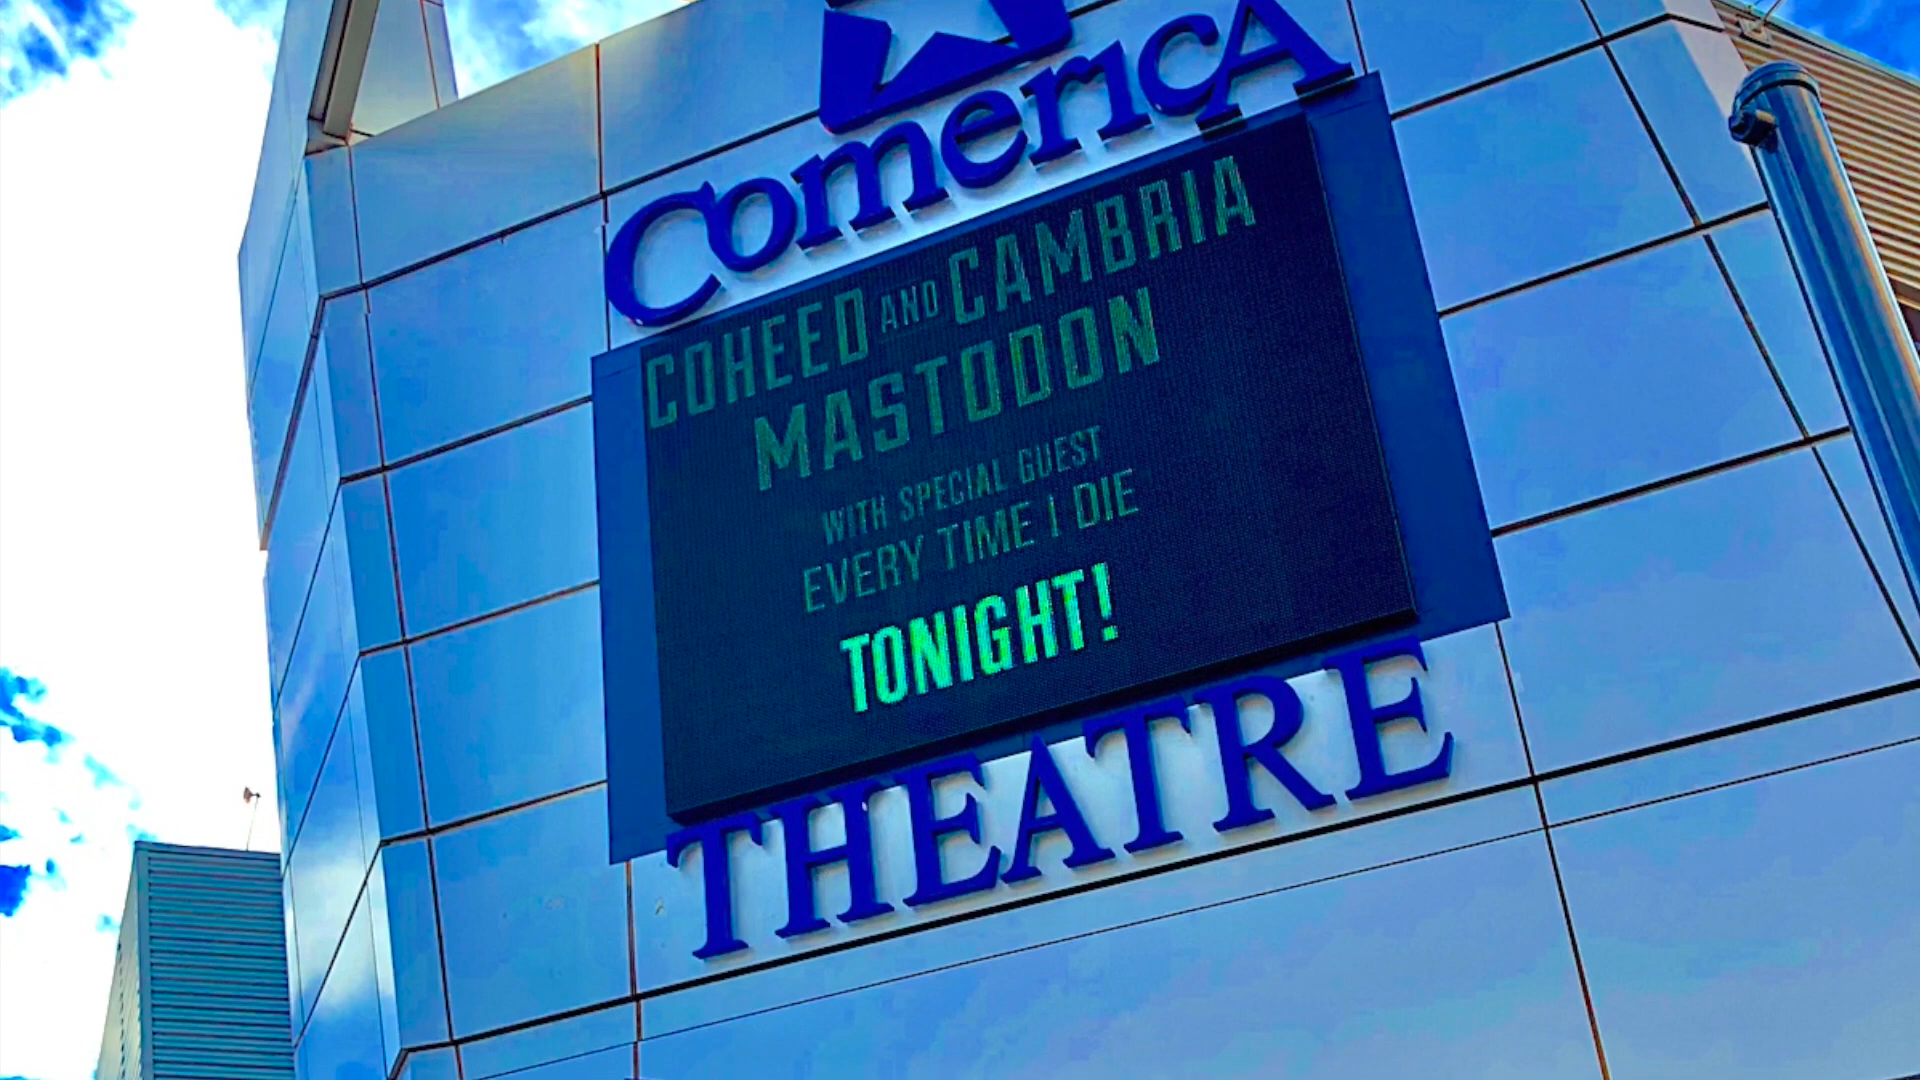 ComericA
COHEED AND CAMBRIA
MASTODON
WITH SPECIAL GUEST
EVERY TIME I DIE
TONIGHT!
THEATRE